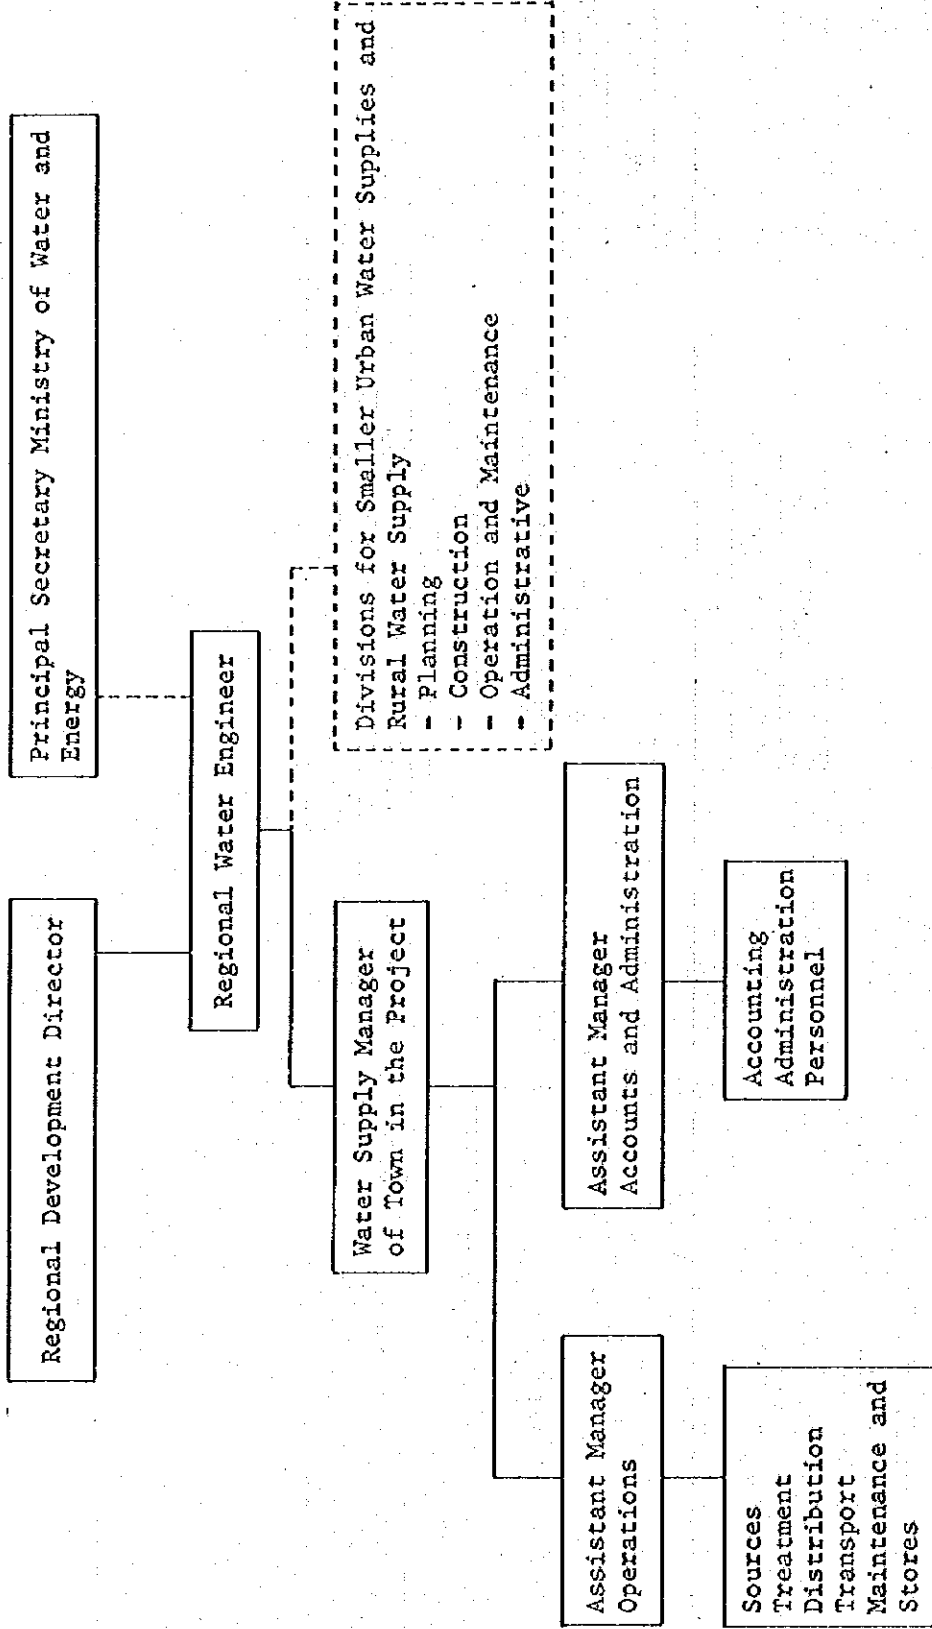 Regional Development Director
Principal Secretary Ministry of Water and
Energy
Regional Water Engineer
Water Supply Manager
of Town in the Project
Divisions for Smaller Urban Water Supplies and
Rural Water Supply
- Planning
- Construction
- Operation and Maintenance
- Administrative
Assistant Manager
Operations
Assistant Manager
Accounts and Administration
Sources
Treatment
Distribution
Transport
Maintenance and
Stores
Accounting
Administration
Personnel